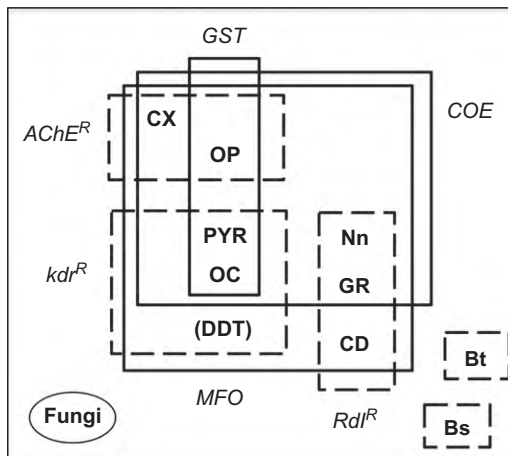 GST
COE
CX
AChE^R
OP
PYR
Nn
kdr^R
OC
GR
(DDT)
CD
Bt
MFO
Rdl^R
Fungi
Bs